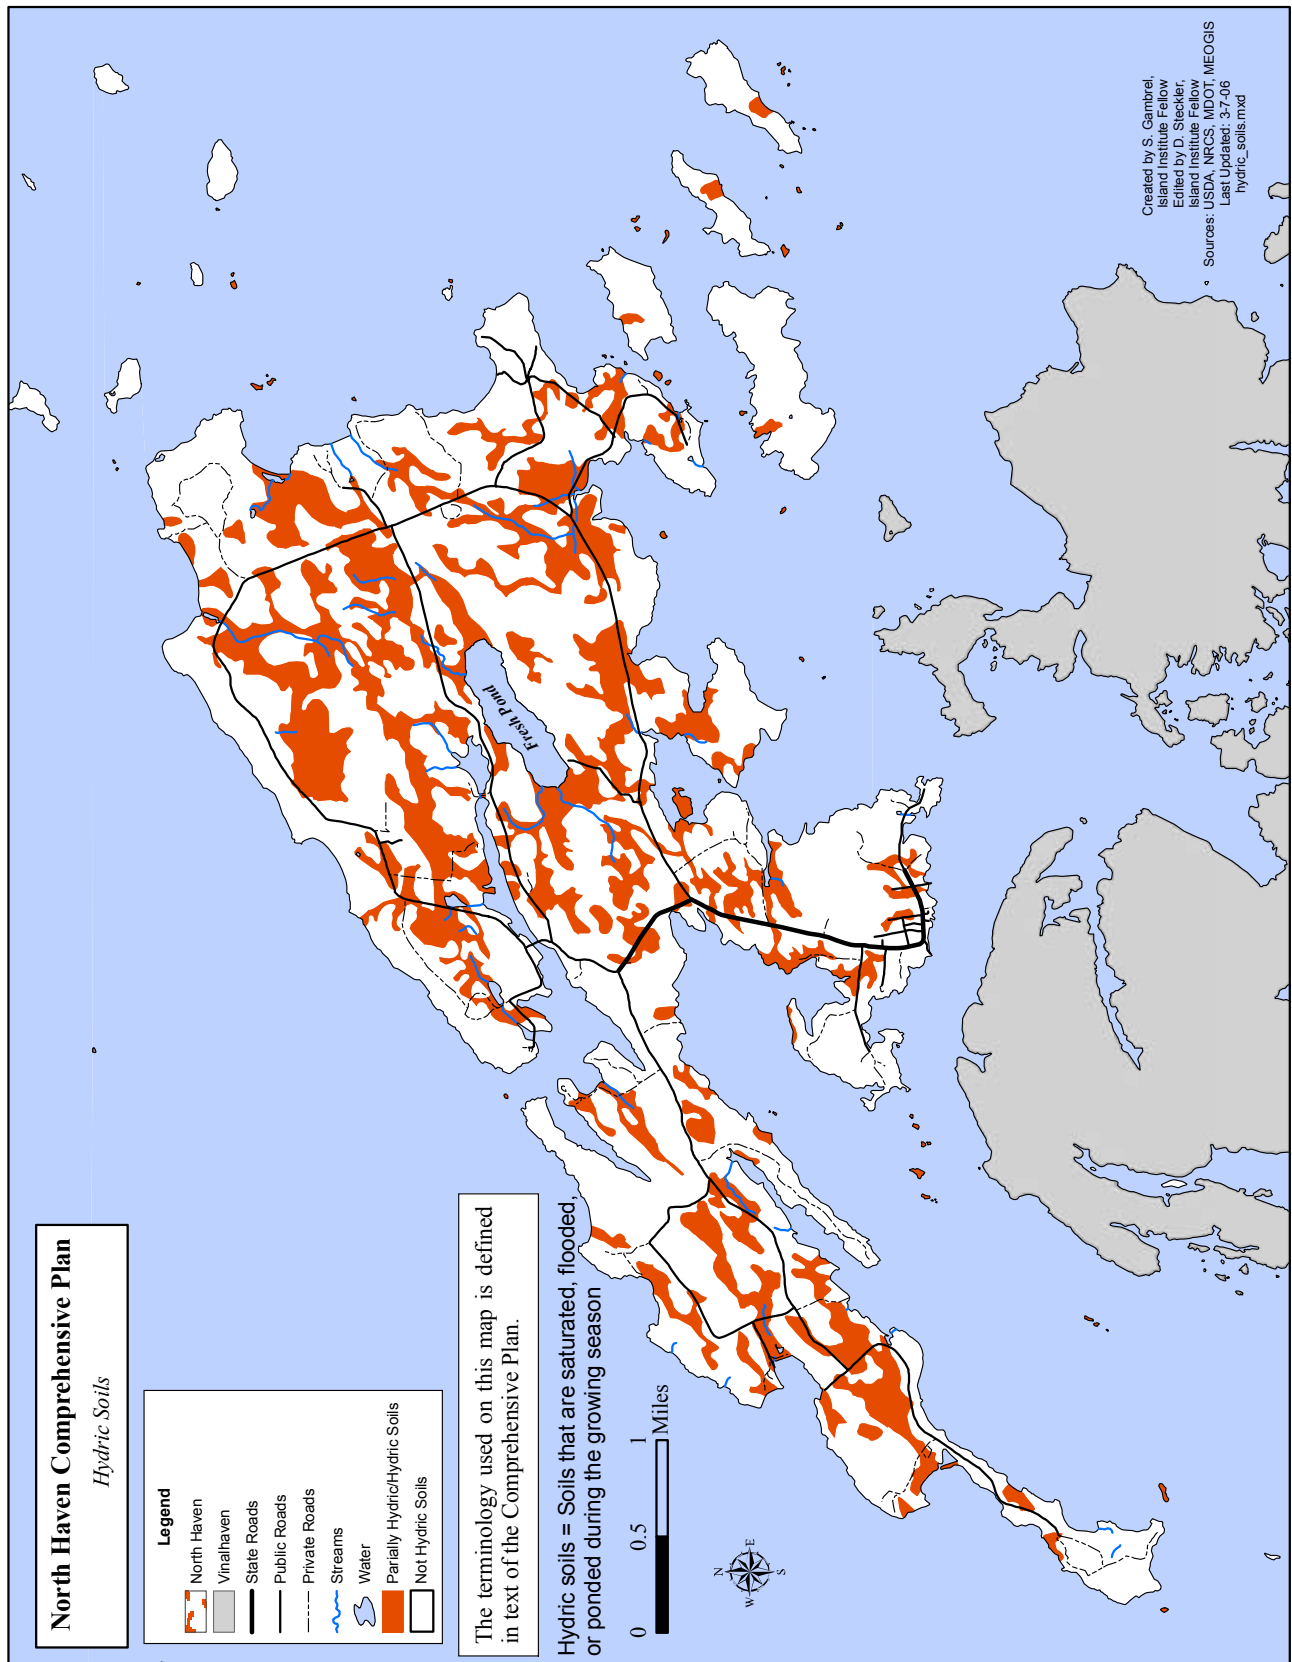 North Haven Comprehensive Plan
Hydric Soils
Legend
North Haven
Vinalhaven
State Roads
Public Roads
Private Roads
Streams
Water
Parially Hydric/Hydric Soils
Not Hydric Soils
The terminology used on this map is defined
in text of the Comprehensive Plan.
Hydric soils = Soils that are saturated, flooded,
or ponded during the growing season
0 0.5 1
Miles
N
W E
S
Fresh Pond
Created by S. Gambrel,
Island Institute Fellow
Edited by D. Steckler,
Island Institute Fellow
Sources: USDA, NRCS, MDOT, MEOGIS
Last Updated: 3-7-06
hydric_soils.mxd